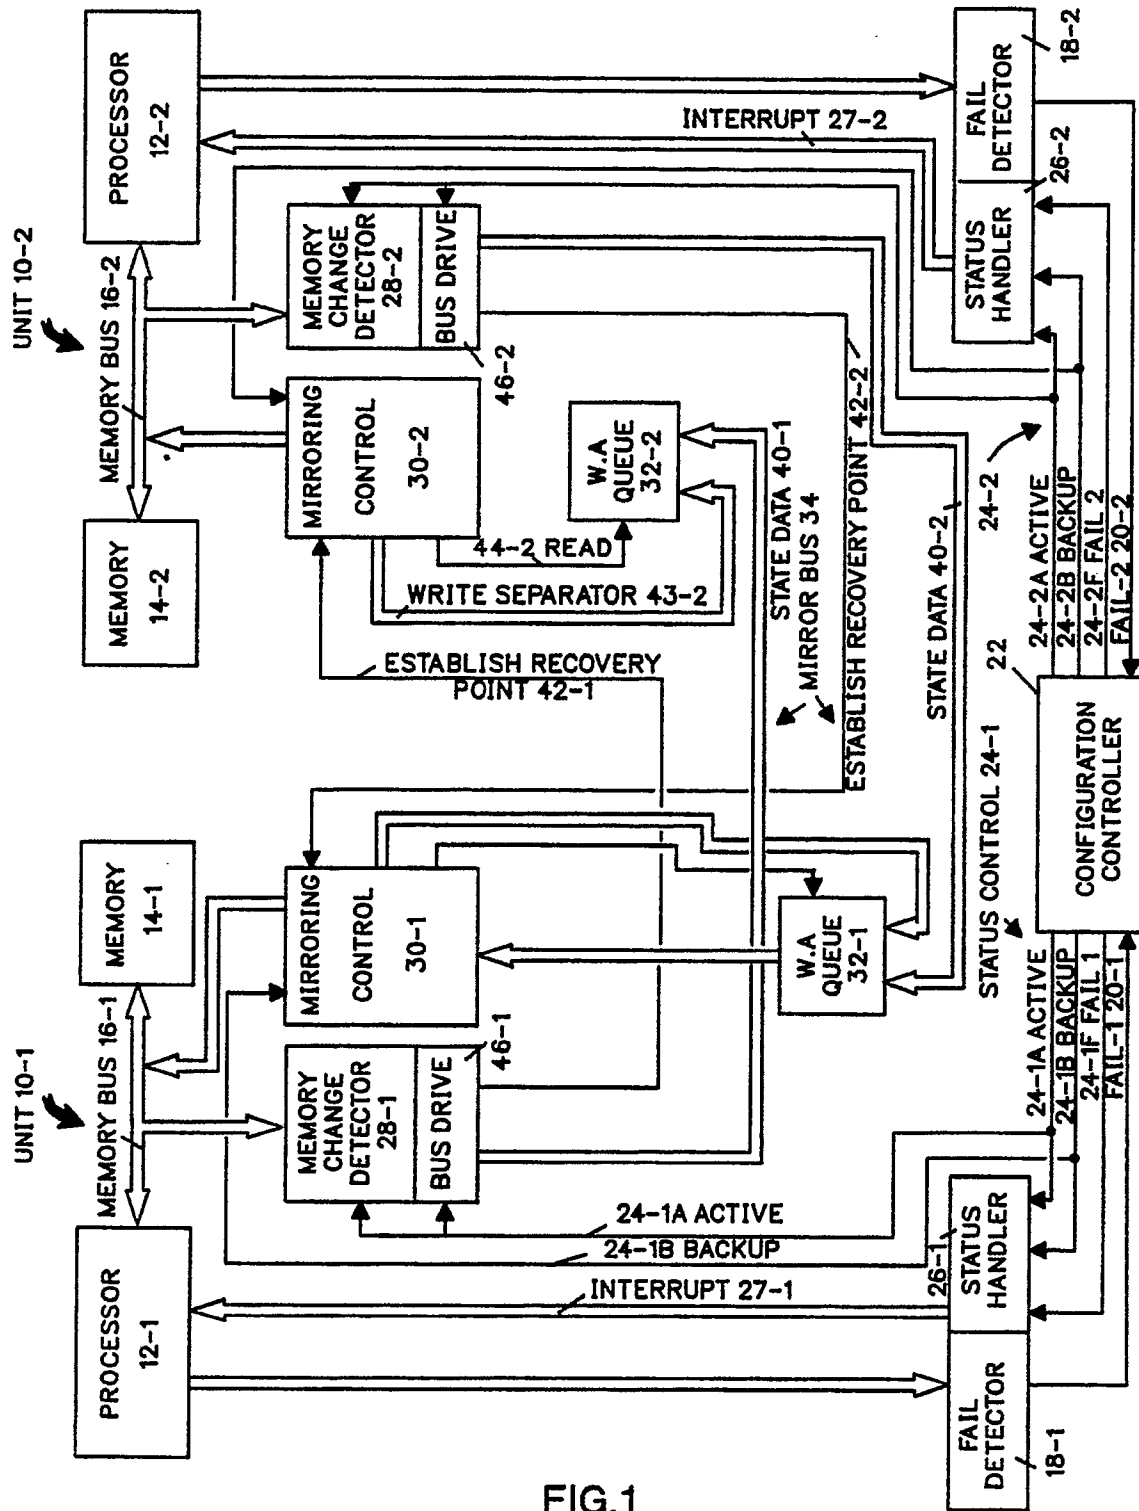 UNIT 10-1
PROCESSOR
12-1
MEMORY BUS 16-1
MEMORY
14-1
UNIT 10-2
MEMORY
14-2
MEMORY BUS 16-2
PROCESSOR
12-2
MEMORY
CHANGE
DETECTOR
28-1
BUS DRIVE
46-1
MIRRORING
CONTROL
30-1
MIRRORING
CONTROL
30-2
MEMORY
CHANGE
DETECTOR
28-2
BUS DRIVE
46-2
24-1A ACTIVE
24-1B BACKUP
INTERRUPT 27-1
ESTABLISH RECOVERY
POINT 42-1
WRITE SEPARATOR 43-2
44-2 READ
W.A
QUEUE
32-2
W.A
QUEUE
32-1
INTERRUPT 27-2
STATE DATA 40-1
MIRROR BUS 34
ESTABLISH RECOVERY POINT 42-2
STATE DATA 40-2
FAIL
DETECTOR
18-1
26-1
STATUS
HANDLER
STATUS CONTROL 24-1
24-1A ACTIVE
24-1B BACKUP
24-1F FAIL 1
FAIL-1 20-1
22
CONFIGURATION
CONTROLLER
24-2
24-2A ACTIVE
24-2B BACKUP
24-2F FAIL 2
FAIL-2 20-2
STATUS
HANDLER
26-2
FAIL
DETECTOR
18-2
FIG.1